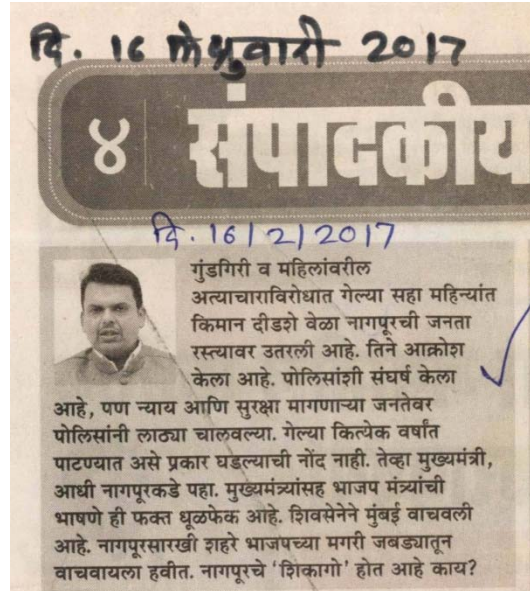 दि. 16 फेब्रुवारी 2017
४ संपादकीय
दि. 16/2/2017
गुंडगिरी व महिलांवरील
अत्याचाराविरोधात गेल्या सहा महिन्यांत
किमान दीडशे वेळा नागपूरची जनता
रस्त्यावर उतरली आहे. तिने आक्रोश
केला आहे. पोलिसांशी संघर्ष केला
आहे, पण न्याय आणि सुरक्षा मागणाऱ्या जनतेवर
पोलिसांनी लाठ्या चालवल्या. गेल्या कित्येक वर्षांत
पाटण्यात असे प्रकार घडल्याची नोंद नाही. तेव्हा मुख्यमंत्री,
आधी नागपूरकडे पहा. मुख्यमंत्र्यांसह भाजप मंत्र्यांची
भाषणे ही फक्त धूळफेक आहे. शिवसेनेने मुंबई वाचवली
आहे. नागपूरसारखी शहरे भाजपच्या मगरी जबड्यातून
वाचवायला हवीत. नागपूरचे 'शिकागो' होत आहे काय?